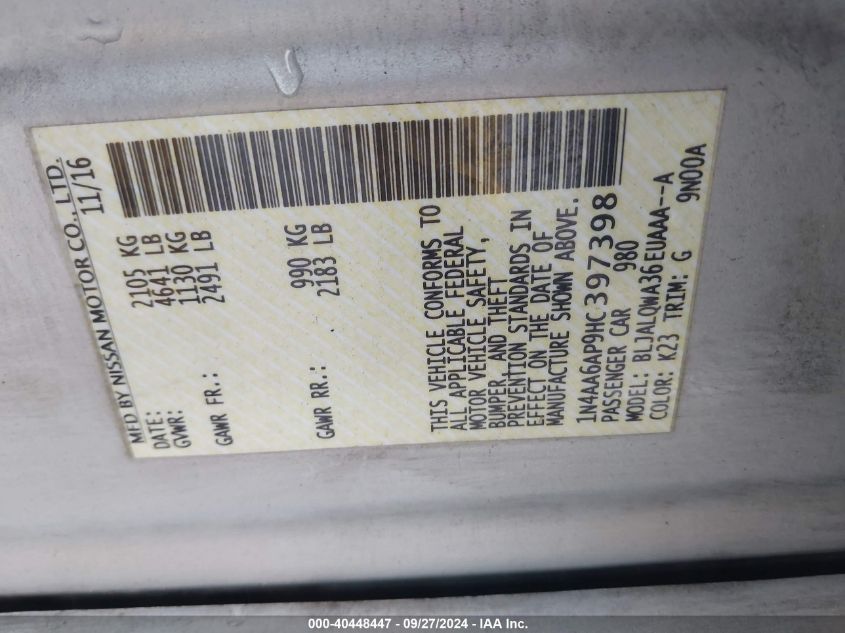 MFD BY NISSAN MOTOR CO., LTD.
DATE: 11/16
GVWR: 2105 KG
4641 LB
GAWR FR.: 1130 KG
2491 LB
GAWR RR.: 990 KG
2183 LB
THIS VEHICLE CONFORMS TO
ALL APPLICABLE FEDERAL
MOTOR VEHICLE SAFETY,
BUMPER, AND THEFT
PREVENTION STANDARDS IN
EFFECT ON THE DATE OF
MANUFACTURE SHOWN ABOVE.
1N4AA6AP9HC397398
PASSENGER CAR 980
MODEL: BLJALQWA36EUAAA--A
COLOR: K23 TRIM: G 9N00A
000-40448447 - 09/27/2024 - IAA Inc.